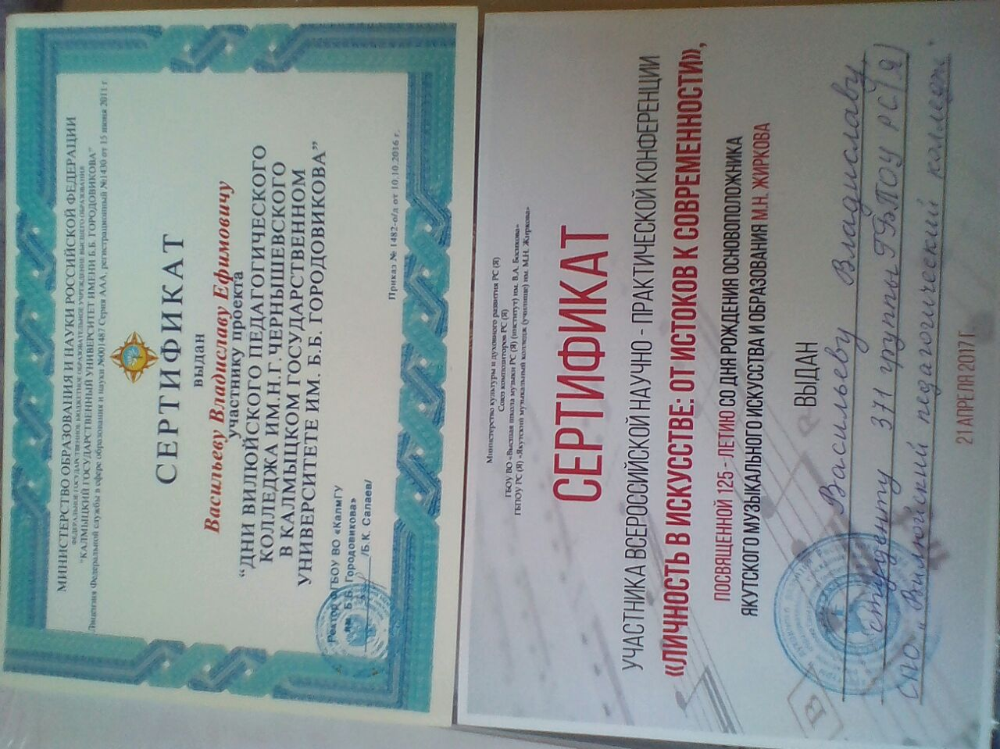 МИНИСТЕРСТВО ОБРАЗОВАНИЯ И НАУКИ РОССИЙСКОЙ ФЕДЕРАЦИИ
ФЕДЕРАЛЬНОЕ ГОСУДАРСТВЕННОЕ БЮДЖЕТНОЕ ОБРАЗОВАТЕЛЬНОЕ УЧРЕЖДЕНИЕ ВЫСШЕГО ОБРАЗОВАНИЯ
"КАЛМЫЦКИЙ ГОСУДАРСТВЕННЫЙ УНИВЕРСИТЕТ ИМЕНИ Б.Б. ГОРОДОВИКОВА"
Лицензия Федеральной службы в сфере образования и науки №001487 Серия ААА, регистрационный №1430 от 15 июня 2011 г
СЕРТИФИКАТ
выдан
Васильеву Владиславу Ефимовичу
участнику проекта
"ДНИ ВИЛЮЙСКОГО ПЕДАГОГИЧЕСКОГО
КОЛЛЕДЖА ИМ.Н.Г.ЧЕРНЫШЕВСКОГО
В КАЛМЫЦКОМ ГОСУДАРСТВЕННОМ
УНИВЕРСИТЕТЕ ИМ. Б.Б. ГОРОДОВИКОВА"
Ректор ФГБОУ ВО «КалмГУ
им Б.Б. Городовикова»
/Б.К. Салаев/
Приказ № 1482-о/д от 10.10.2016 г.
Министерство культуры и духовного развития РС (Я)
Союз композиторов РС (Я)
ГБОУ ВО «Высшая школа музыки РС (Я) (институт) им. В.А. Босикова»
ГБПОУ РС (Я) «Якутский музыкальный колледж (училище) им. М.Н. Жиркова»
СЕРТИФИКАТ
УЧАСТНИКА ВСЕРОССИЙСКОЙ НАУЧНО - ПРАКТИЧЕСКОЙ КОНФЕРЕНЦИИ
«ЛИЧНОСТЬ В ИСКУССТВЕ: ОТ ИСТОКОВ К СОВРЕМЕННОСТИ»,
ПОСВЯЩЕННОЙ 125 - ЛЕТИЮ СО ДНЯ РОЖДЕНИЯ ОСНОВОПОЛОЖНИКА
ЯКУТСКОГО МУЗЫКАЛЬНОГО ИСКУССТВА И ОБРАЗОВАНИЯ М.Н. ЖИРКОВА
ВЫДАН
Васильеву Владиславу
студенту 371 группы ГБПОУ РС(Я)
СПО "Вилюйский педагогический колледж"
21 АПРЕЛЯ 2017 Г.